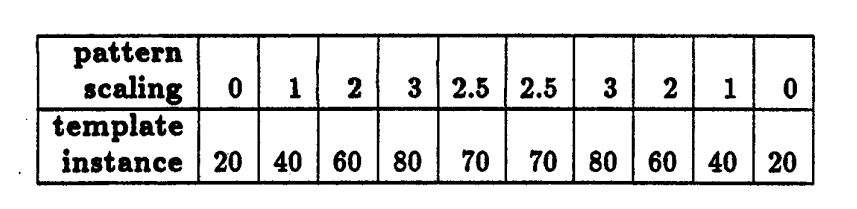 pattern
scaling 0 1 2 3 2.5 2.5 3 2 1 0
template
instance 20 40 60 80 70 70 80 60 40 20